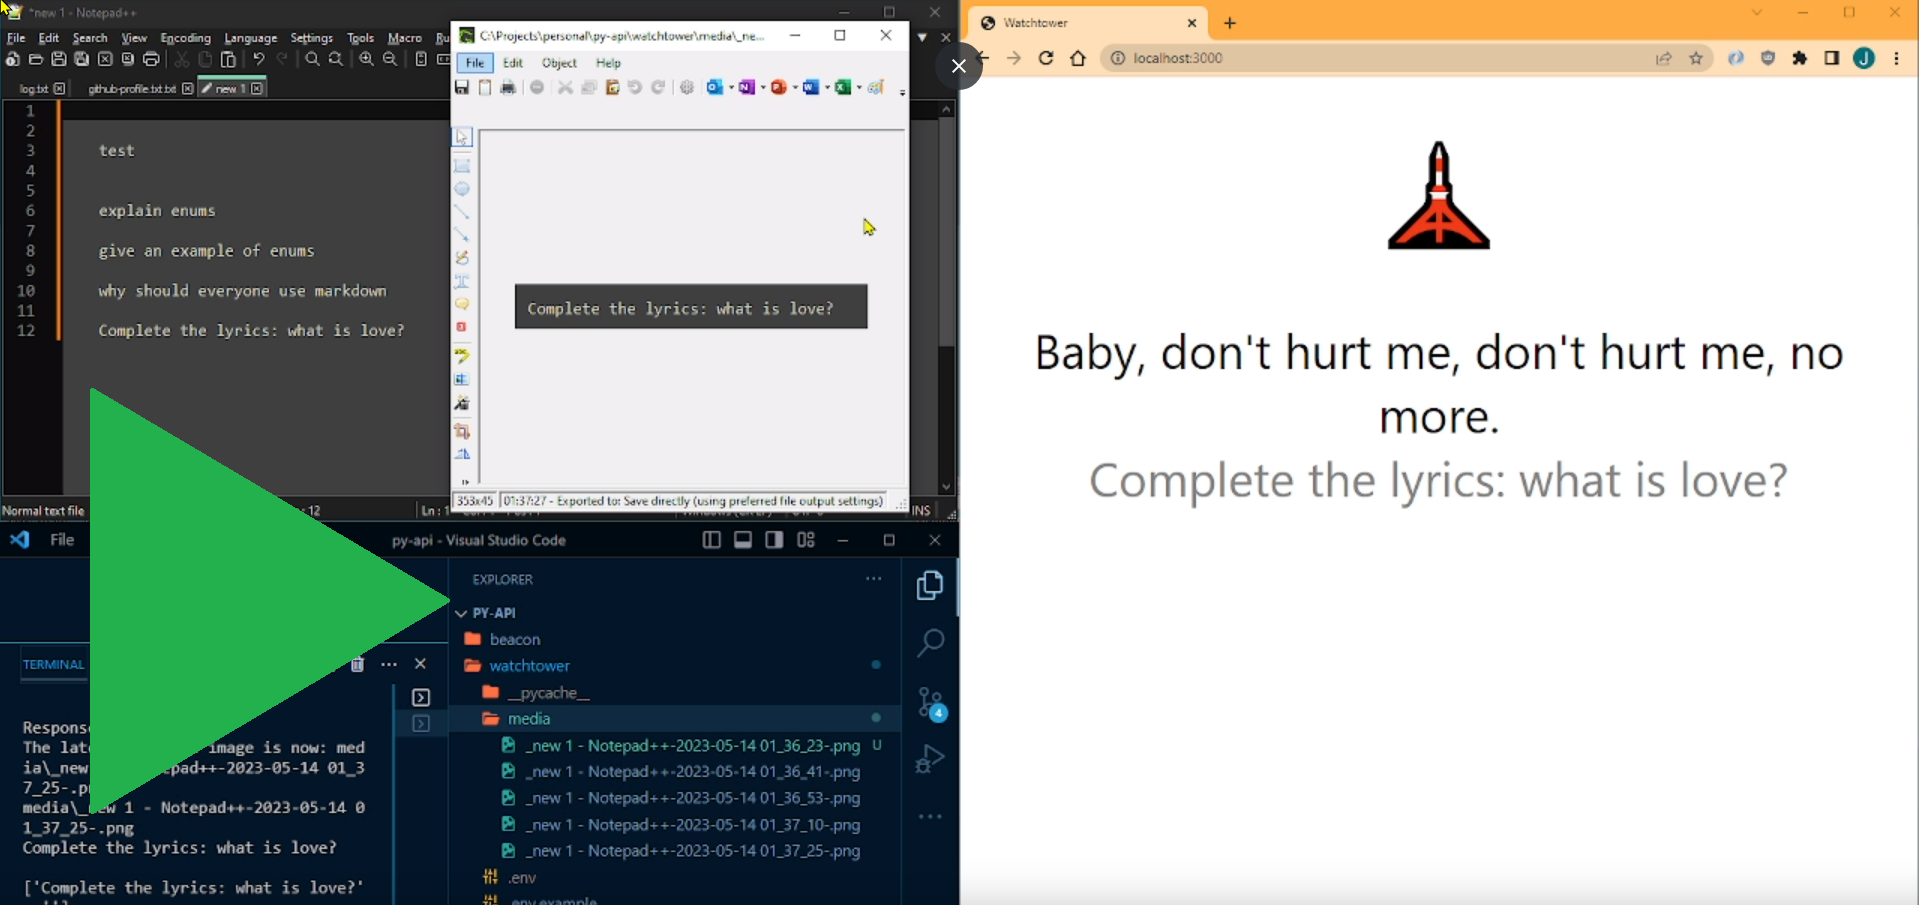 *new 1 - Notepad++
File Edit Search View Encoding Language Settings Tools Macro Ru
log.txt github-profile.txt.txt new 1
1
2
3 test
4
5
6 explain enums
7
8 give an example of enums
9
10 why should everyone use markdown
11
12 Complete the lyrics: what is love?
Normal text file
: 12
Ln : 1
INS
C:\Projects\personal\py-api\watchtower\media\_ne...
File Edit Object Help
Complete the lyrics: what is love?
353x45 01:37:27 - Exported to: Save directly (using preferred file output settings)
File
py-api - Visual Studio Code
TERMINAL
Respons
The lat image is now: med
ia\_new pad++-2023-05-14 01_3
7_25-.p
media\_new 1 - Notepad++-2023-05-14 0
1_37_25-.png
Complete the lyrics: what is love?
['Complete the lyrics: what is love?'
EXPLORER
PY-API
beacon
watchtower
__pycache__
media
_new 1 - Notepad++-2023-05-14 01_36_23-.png U
_new 1 - Notepad++-2023-05-14 01_36_41-.png
_new 1 - Notepad++-2023-05-14 01_36_53-.png
_new 1 - Notepad++-2023-05-14 01_37_10-.png
_new 1 - Notepad++-2023-05-14 01_37_25-.png
.env
.env.example
4
Watchtower
localhost:3000
J
Baby, don't hurt me, don't hurt me, no
more.
Complete the lyrics: what is love?